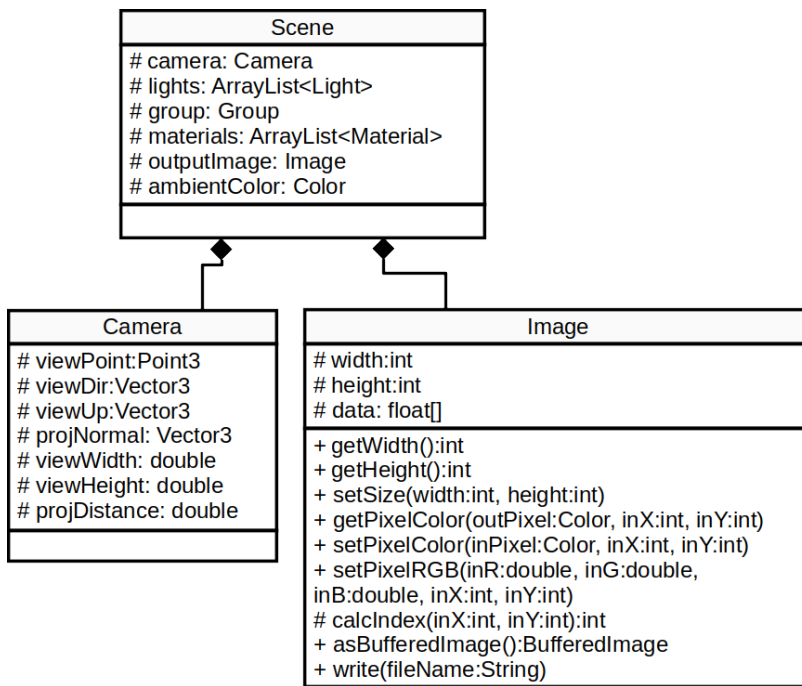 Scene
# camera: Camera
# lights: ArrayList<Light>
# group: Group
# materials: ArrayList<Material>
# outputImage: Image
# ambientColor: Color
Camera
# viewPoint:Point3
# viewDir:Vector3
# viewUp:Vector3
# projNormal: Vector3
# viewWidth: double
# viewHeight: double
# projDistance: double
Image
# width:int
# height:int
# data: float[]
+ getWidth():int
+ getHeight():int
+ setSize(width:int, height:int)
+ getPixelColor(outPixel:Color, inX:int, inY:int)
+ setPixelColor(inPixel:Color, inX:int, inY:int)
+ setPixelRGB(inR:double, inG:double,
inB:double, inX:int, inY:int)
# calcIndex(inX:int, inY:int):int
+ asBufferedImage():BufferedImage
+ write(fileName:String)